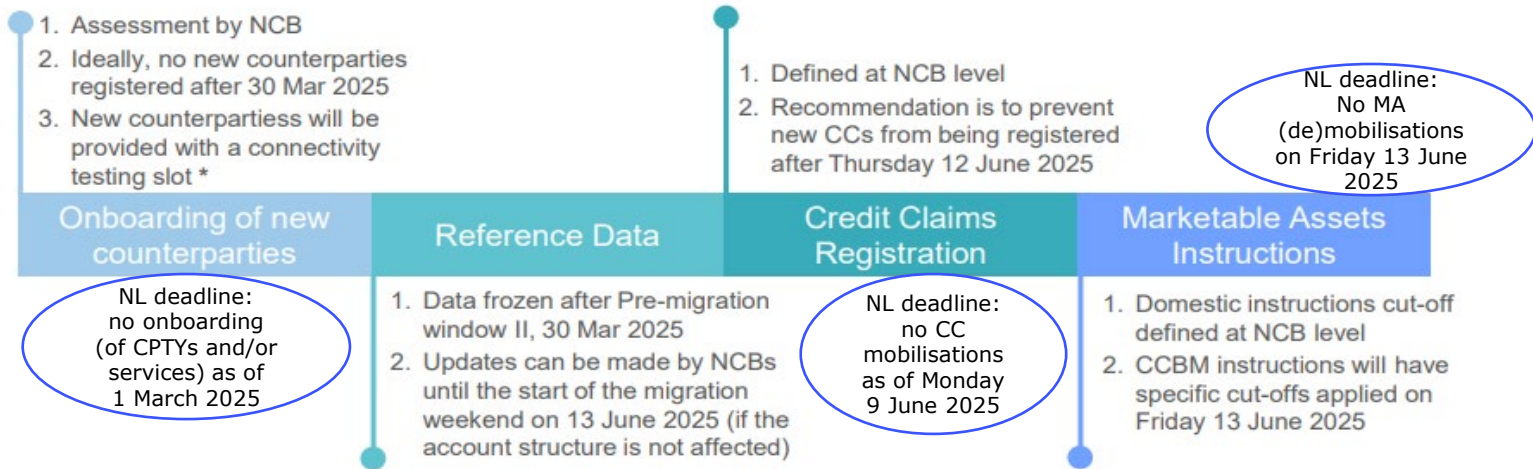 1. Assessment by NCB
2. Ideally, no new counterparties
registered after 30 Mar 2025
3. New counterpartiess will be
provided with a connectivity
testing slot *
1. Defined at NCB level
2. Recommendation is to prevent
new CCs from being registered
after Thursday 12 June 2025
NL deadline:
No MA
(de)mobilisations
on Friday 13 June
2025
Onboarding of new
counterparties
Reference Data
Credit Claims
Registration
Marketable Assets
Instructions
NL deadline:
no onboarding
(of CPTYs and/or
services) as of
1 March 2025
1. Data frozen after Pre-migration
window II, 30 Mar 2025
2. Updates can be made by NCBs
until the start of the migration
weekend on 13 June 2025 (if the
account structure is not affected)
NL deadline:
no CC
mobilisations
as of Monday
9 June 2025
1. Domestic instructions cut-off
defined at NCB level
2. CCBM instructions will have
specific cut-offs applied on
Friday 13 June 2025